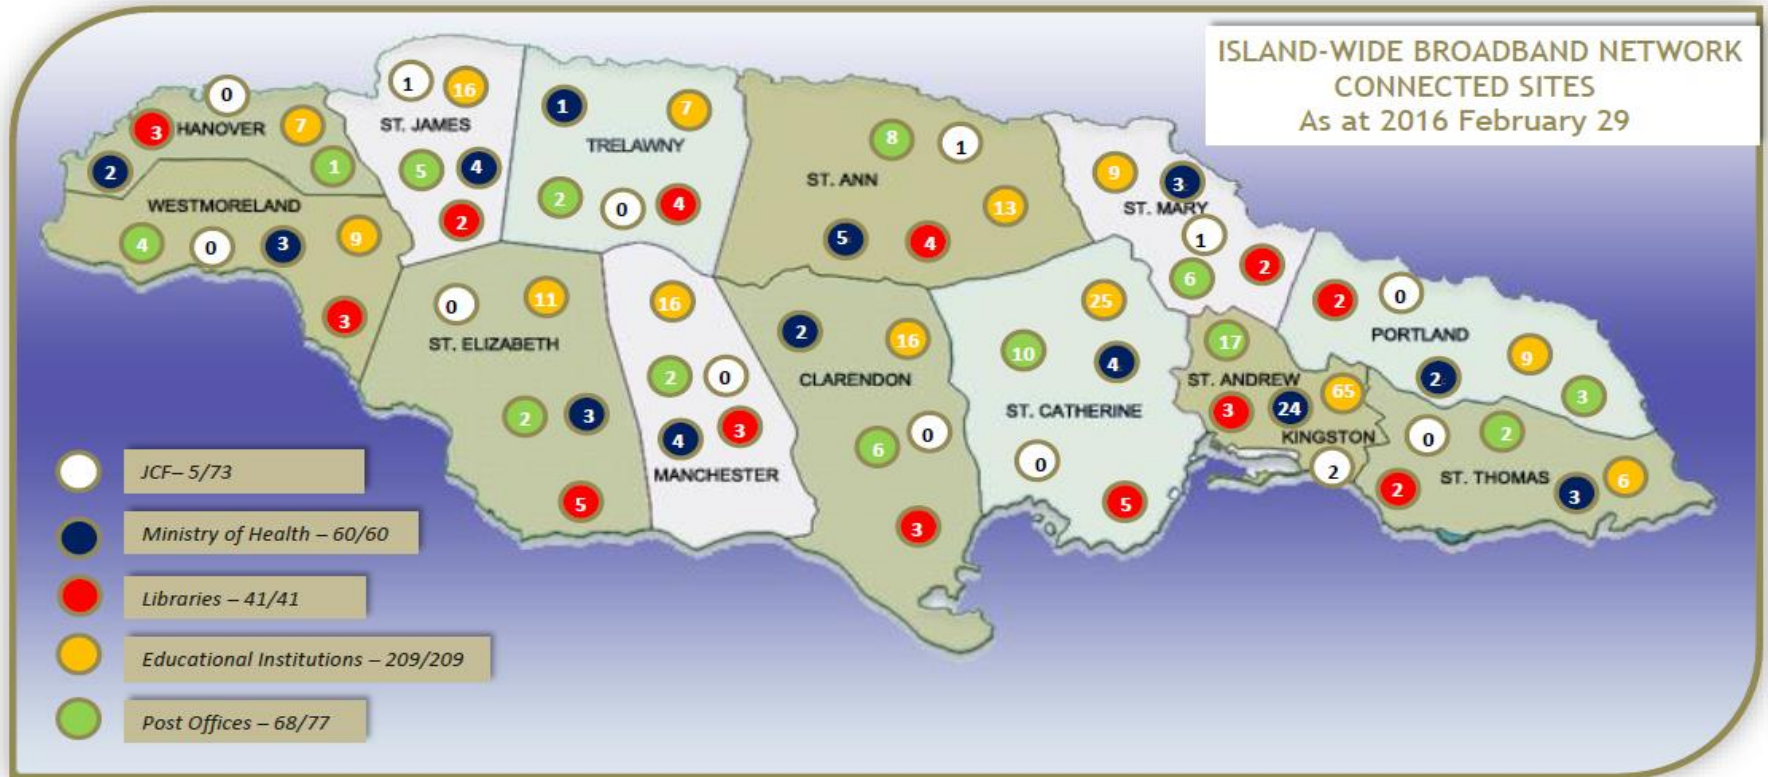 ISLAND-WIDE BROADBAND NETWORK
CONNECTED SITES
As at 2016 February 29
0
3
HANOVER
7
2
1
1
16
ST. JAMES
5
4
2
1
7
TRELAWNY
2
0
4
8
1
ST. ANN
13
5
4
9
3
ST. MARY
1
6
2
WESTMORELAND
4
0
3
9
3
0
11
ST. ELIZABETH
2
3
5
16
2
0
4
3
MANCHESTER
2
16
CLARENDON
6
0
3
25
10
4
ST. CATHERINE
0
5
17
ST. ANDREW
65
3
24
KINGSTON
2
2
0
PORTLAND
9
2
3
0
2
2
ST. THOMAS
3
6
JCF– 5/73
Ministry of Health – 60/60
Libraries – 41/41
Educational Institutions – 209/209
Post Offices – 68/77